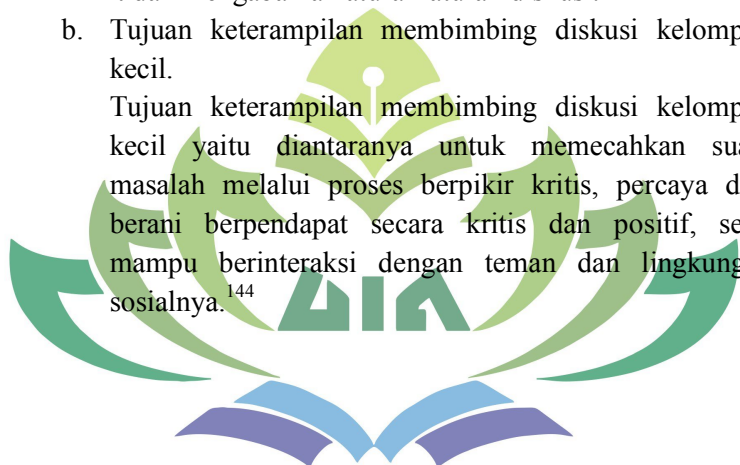 b. Tujuan keterampilan membimbing diskusi kelomp
kecil.
Tujuan keterampilan membimbing diskusi kelomp
kecil yaitu diantaranya untuk memecahkan sua
masalah melalui proses berpikir kritis, percaya d
berani berpendapat secara kritis dan positif, se
mampu berinteraksi dengan teman dan lingkung
sosialnya.144
UIN